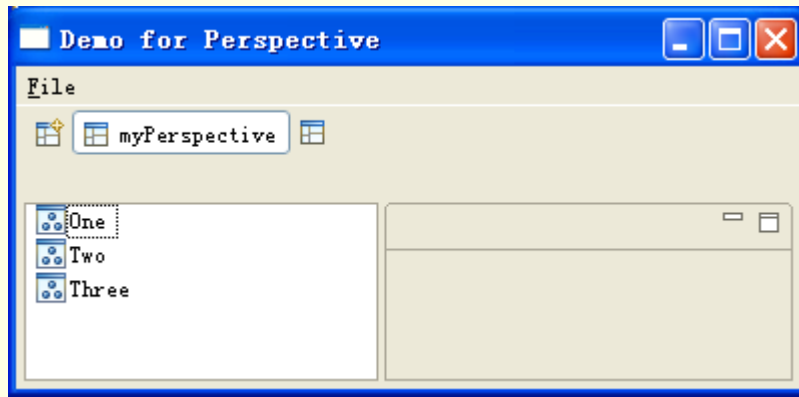 Demo for Perspective
File
myPerspective
One
Two
Three